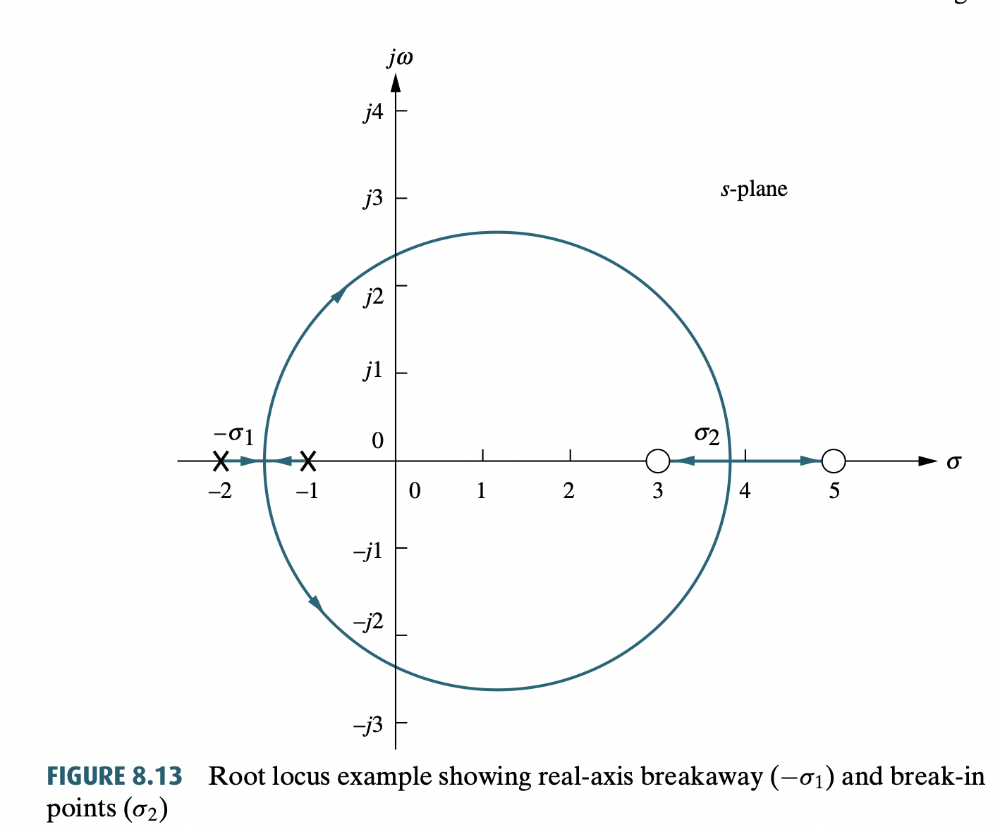 jω
j4
j3
s-plane
j2
j1
−σ1 0 σ2
σ
–2 –1 0 1 2 3 4 5
–j1
–j2
–j3
FIGURE 8.13 Root locus example showing real-axis breakaway (−σ1) and break-in
points (σ2)